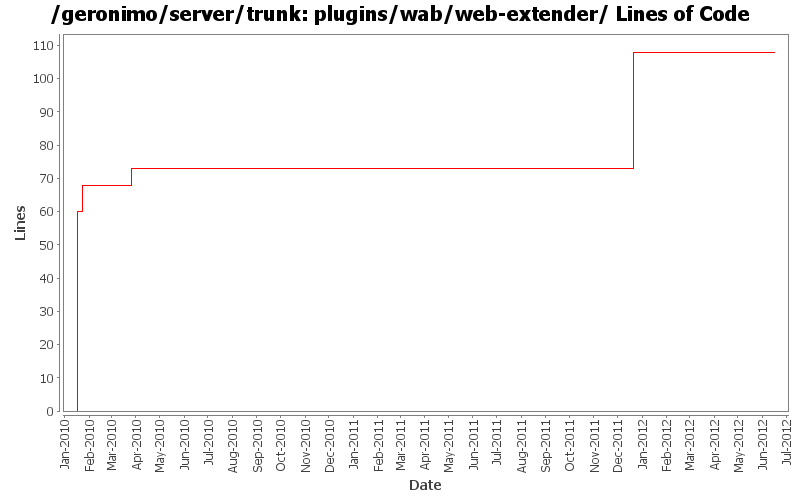 /geronimo/server/trunk: plugins/wab/web-extender/ Lines of Code
110
100
90
80
70
60
50
40
30
20
10
0
Lines
Jan-2010
Feb-2010
Mar-2010
Apr-2010
May-2010
Jun-2010
Jul-2010
Aug-2010
Sep-2010
Oct-2010
Nov-2010
Dec-2010
Jan-2011
Feb-2011
Mar-2011
Apr-2011
May-2011
Jun-2011
Jul-2011
Aug-2011
Sep-2011
Oct-2011
Nov-2011
Dec-2011
Jan-2012
Feb-2012
Mar-2012
Apr-2012
May-2012
Jun-2012
Jul-2012
Date